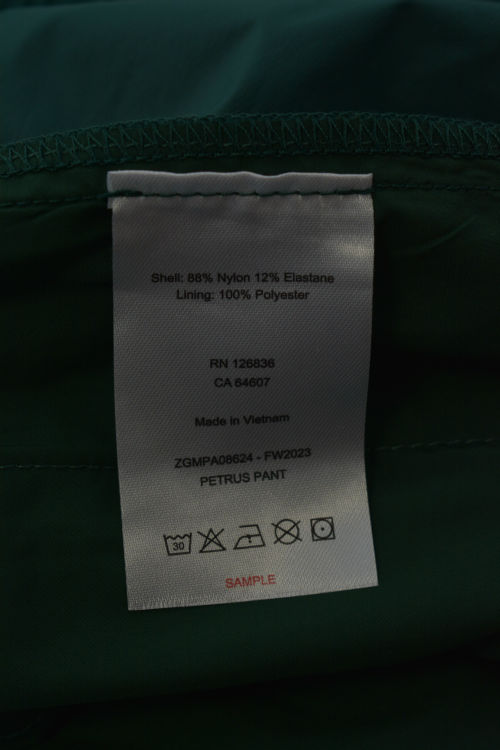 Shell: 88% Nylon 12% Elastane
Lining: 100% Polyester
RN 126836
CA 64607
Made in Vietnam
ZGMPA08624 - FW2023
PETRUS PANT
30
SAMPLE